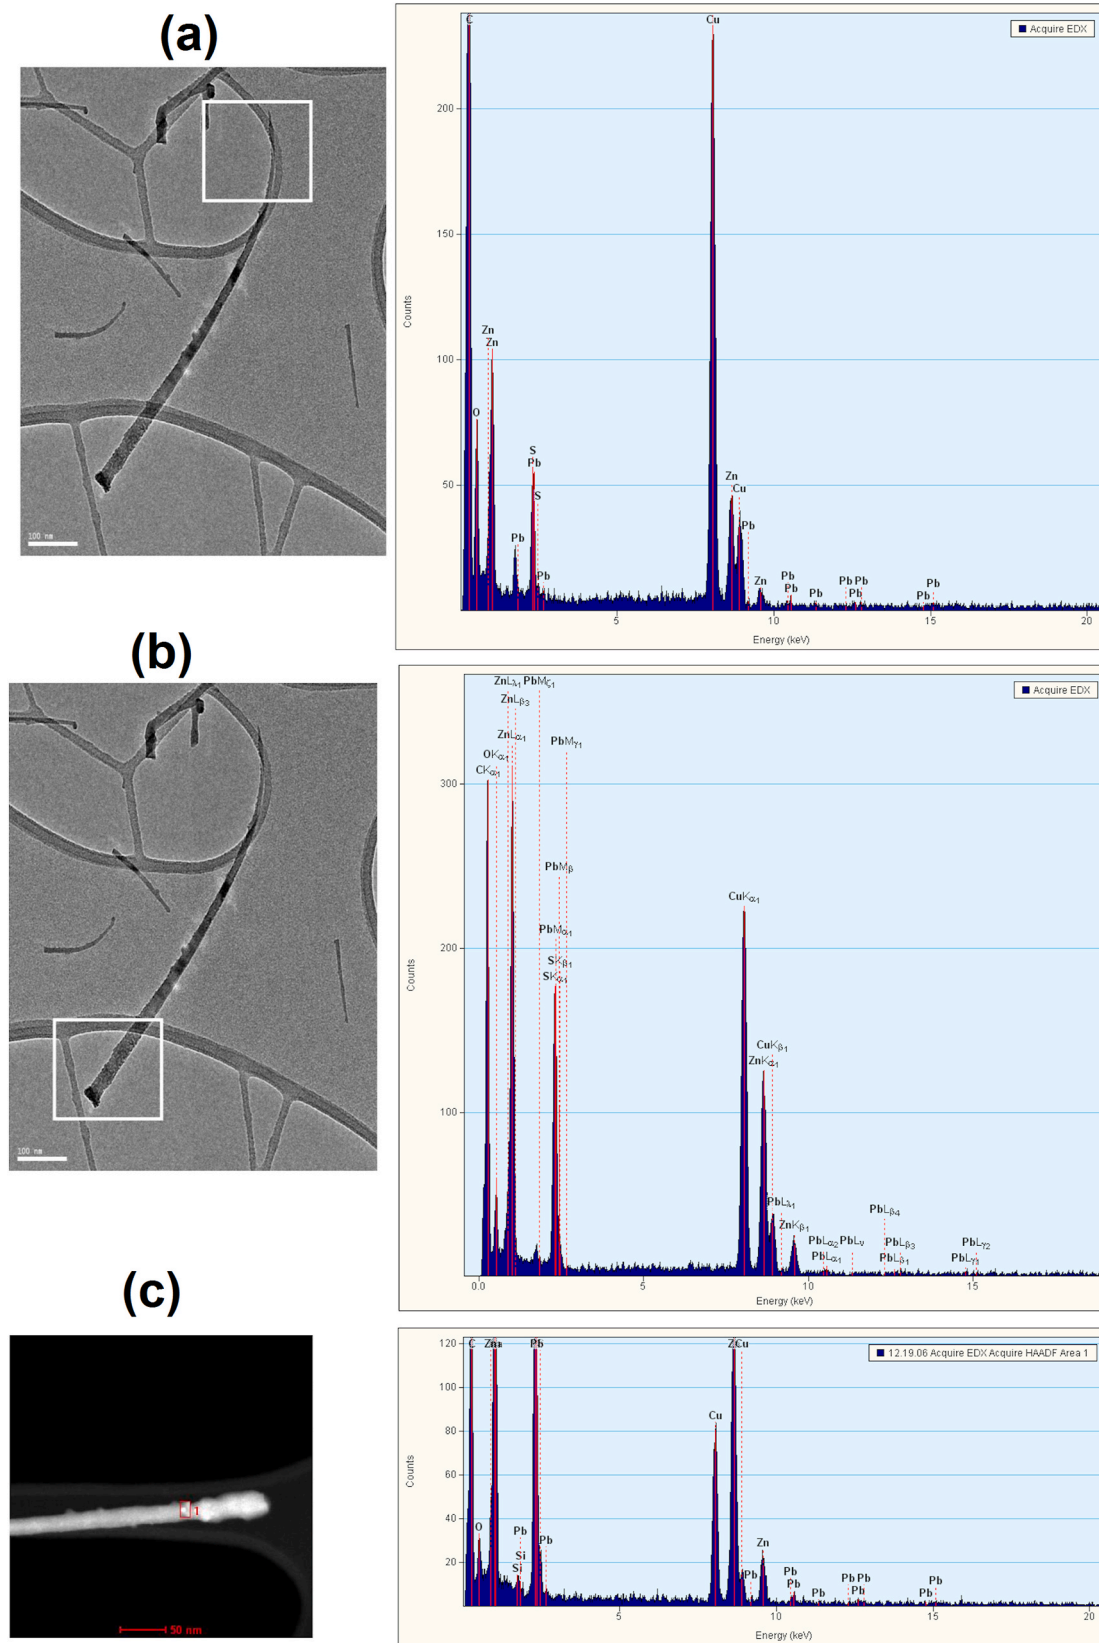 (a)
100 nm
Acquire EDX
C
Cu
Zn
Zn
O
S
Pb
S
Pb
Pb
Zn
Cu
Pb
Zn
Pb
Pb
Pb
Pb
Pb
Pb
Pb
Pb
200
150
100
50
Counts
5
10
15
20
Energy (keV)
(b)
100 nm
Acquire EDX
ZnLλ1
PbMζ1
ZnLβ3
ZnLα1
PbMγ1
OKα1
CKα1
PbMβ
PbMα1
SKβ1
SKα1
CuKα1
CuKβ1
ZnKα1
PbLλ1
ZnKβ1
PbLα2
PbLα1
PbLν
PbLβ4
PbLβ3
PbLβ1
PbLγ2
300
200
100
Counts
0.0
5
10
15
Energy (keV)
(c)
1
50 nm
12.19.06 Acquire EDX Acquire HAADF Area 1
C
Pb
Cu
Cu
O
Pb
Si
Pb
Zn
Pb
Pb
Pb
Pb
Pb
Pb
Pb
Pb
Pb
120
100
80
60
40
20
Counts
5
10
15
20
Energy (keV)